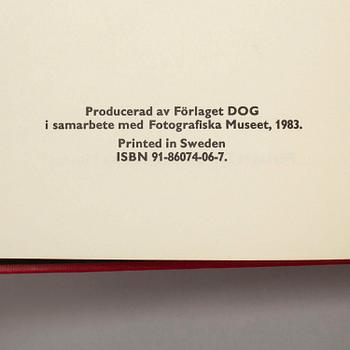 Producerad av Förlaget DOG
i samarbete med Fotografiska Museet, 1983.
Printed in Sweden
ISBN 91-86074-06-7.